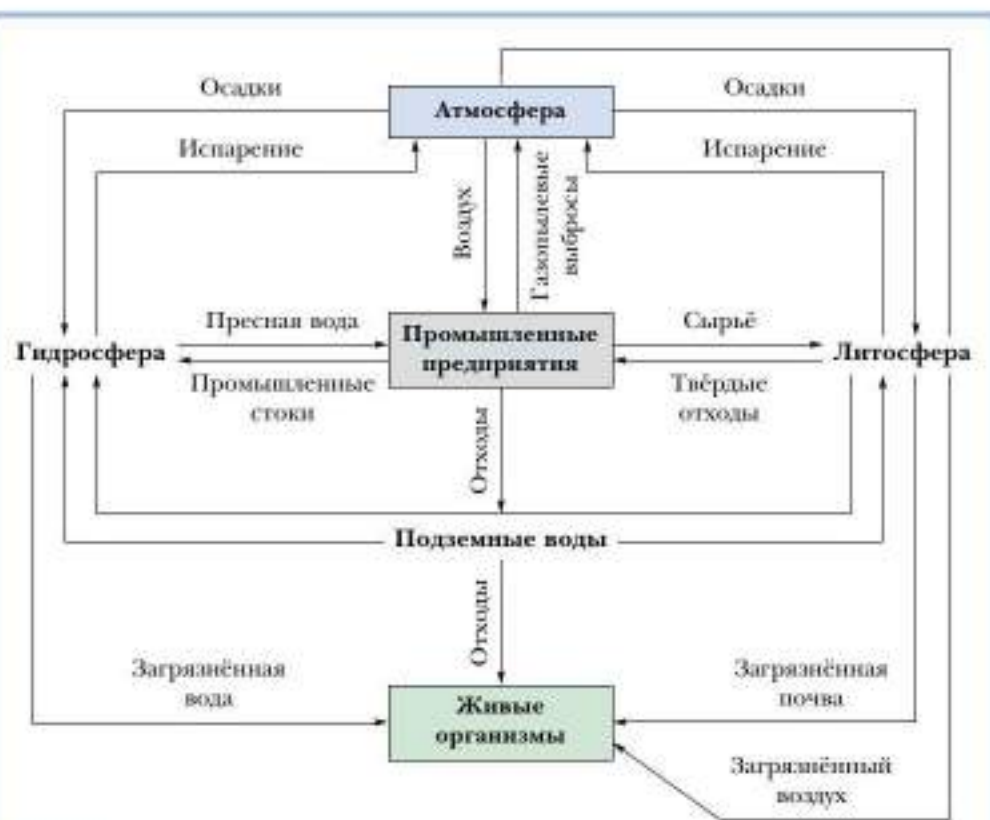 Осадки
Атмосфера
Осадки
Испарение
Испарение
Воздух
Газопылевые
выбросы
Пресная вода
Промышленные
предприятия
Сырьё
Гидросфера
Литосфера
Промышленные
стоки
Твёрдые
отходы
Отходы
Подземные воды
Отходы
Загрязнённая
вода
Живые
организмы
Загрязнённая
почва
Загрязнённый
воздух